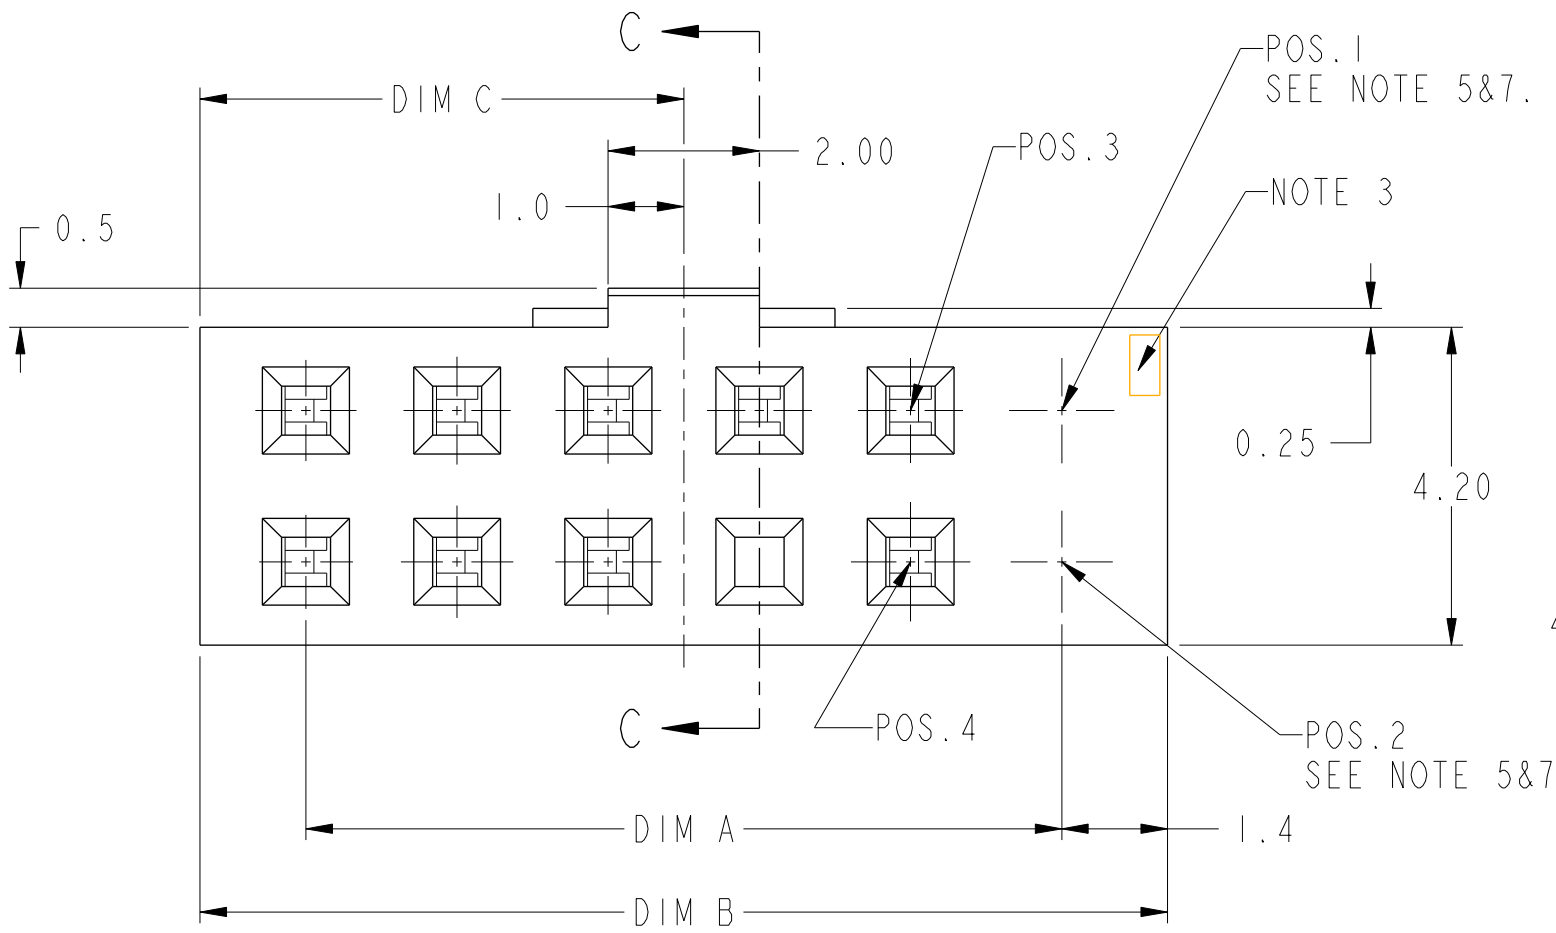 C
POS.1
SEE NOTE 5&7.
DIM C
2.00
POS.3
NOTE 3
1.0
0.5
0.25
4.20
C
POS.4
POS.2
SEE NOTE 5&7
DIM A
1.4
DIM B